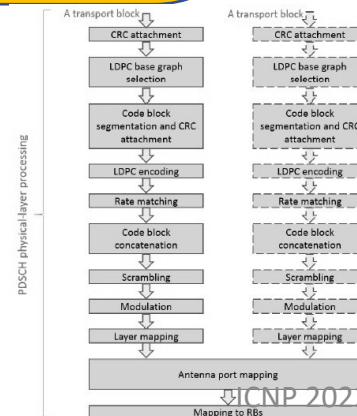 A transport block
A transport block
CRC attachment
CRC attachment
LDPC base graph
selection
LDPC base graph
selection
Code block
segmentation and CRC
attachment
Code block
segmentation and CRC
attachment
LDPC encoding
LDPC encoding
Rate matching
Rate matching
Code block
concatenation
Code block
concatenation
Scrambling
Scrambling
Modulation
Modulation
Layer mapping
Layer mapping
Antenna port mapping
Mapping to RBs
PDSCH physical-layer processing
ICNP 202